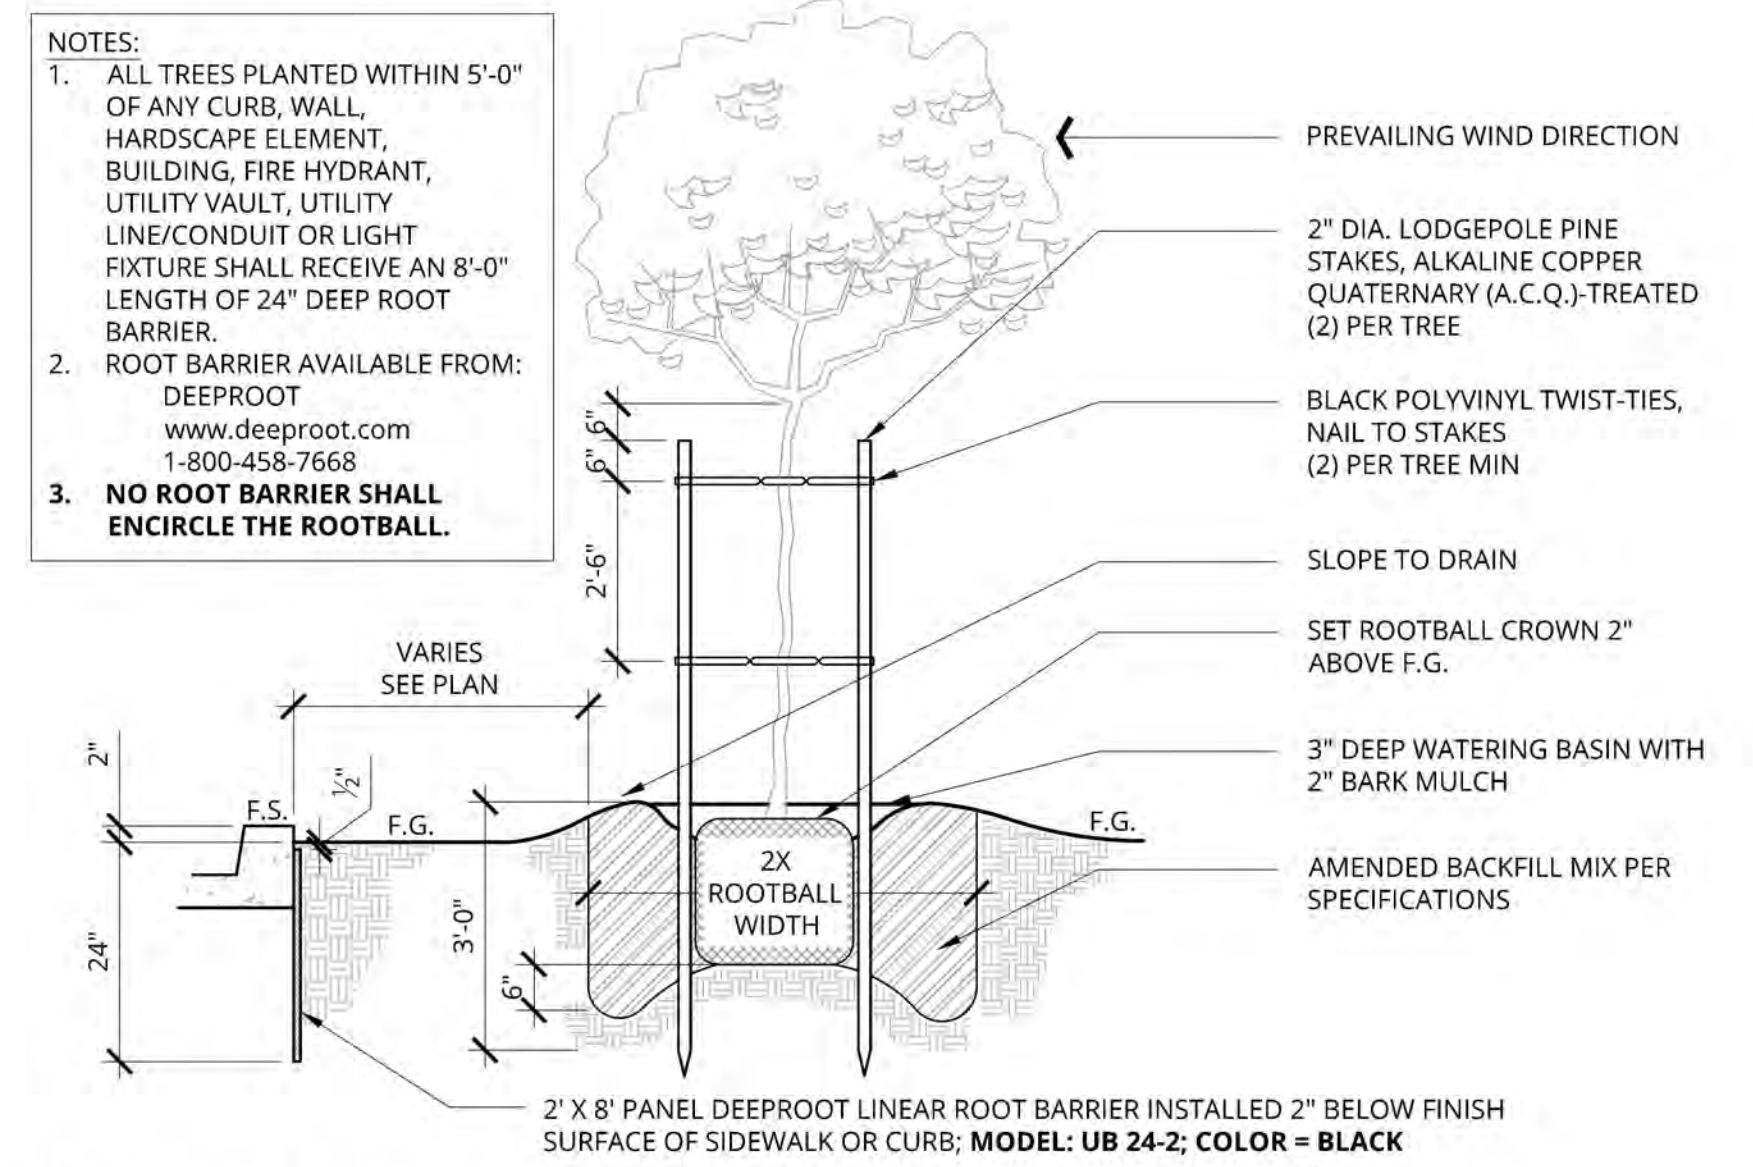 NOTES:
1. ALL TREES PLANTED WITHIN 5'-0"
OF ANY CURB, WALL,
HARDSCAPE ELEMENT,
BUILDING, FIRE HYDRANT,
UTILITY VAULT, UTILITY
LINE/CONDUIT OR LIGHT
FIXTURE SHALL RECEIVE AN 8'-0"
LENGTH OF 24" DEEP ROOT
BARRIER.
2. ROOT BARRIER AVAILABLE FROM:
DEEPROOT
www.deeproot.com
1-800-458-7668
3. NO ROOT BARRIER SHALL
ENCIRCLE THE ROOTBALL.
PREVAILING WIND DIRECTION
2" DIA. LODGEPOLE PINE
STAKES, ALKALINE COPPER
QUATERNARY (A.C.Q.)-TREATED
(2) PER TREE
BLACK POLYVINYL TWIST-TIES,
NAIL TO STAKES
(2) PER TREE MIN
SLOPE TO DRAIN
SET ROOTBALL CROWN 2"
ABOVE F.G.
3" DEEP WATERING BASIN WITH
2" BARK MULCH
AMENDED BACKFILL MIX PER
SPECIFICATIONS
6"
6"
2'-6"
VARIES
SEE PLAN
2"
½"
F.S.
F.G.
F.G.
2X
ROOTBALL
WIDTH
24"
3'-0"
6"
2' X 8' PANEL DEEPROOT LINEAR ROOT BARRIER INSTALLED 2" BELOW FINISH
SURFACE OF SIDEWALK OR CURB; MODEL: UB 24-2; COLOR = BLACK